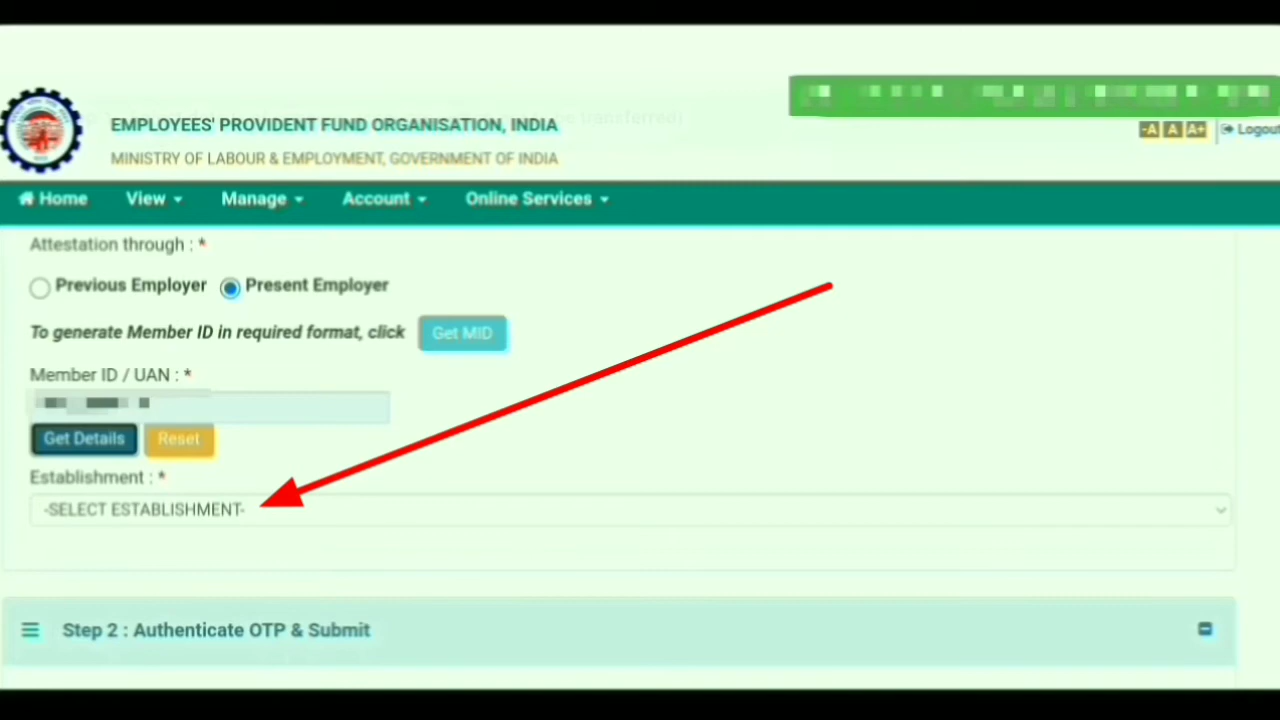 EMPLOYEES' PROVIDENT FUND ORGANISATION, INDIA
be transferred)
MINISTRY OF LABOUR & EMPLOYMENT, GOVERNMENT OF INDIA
-A A A+ Logout
Home View Manage Account Online Services
Attestation through : *
Previous Employer Present Employer
To generate Member ID in required format, click Get MID
Member ID / UAN : *
Get Details Reset
Establishment : *
-SELECT ESTABLISHMENT-
Step 2 : Authenticate OTP & Submit